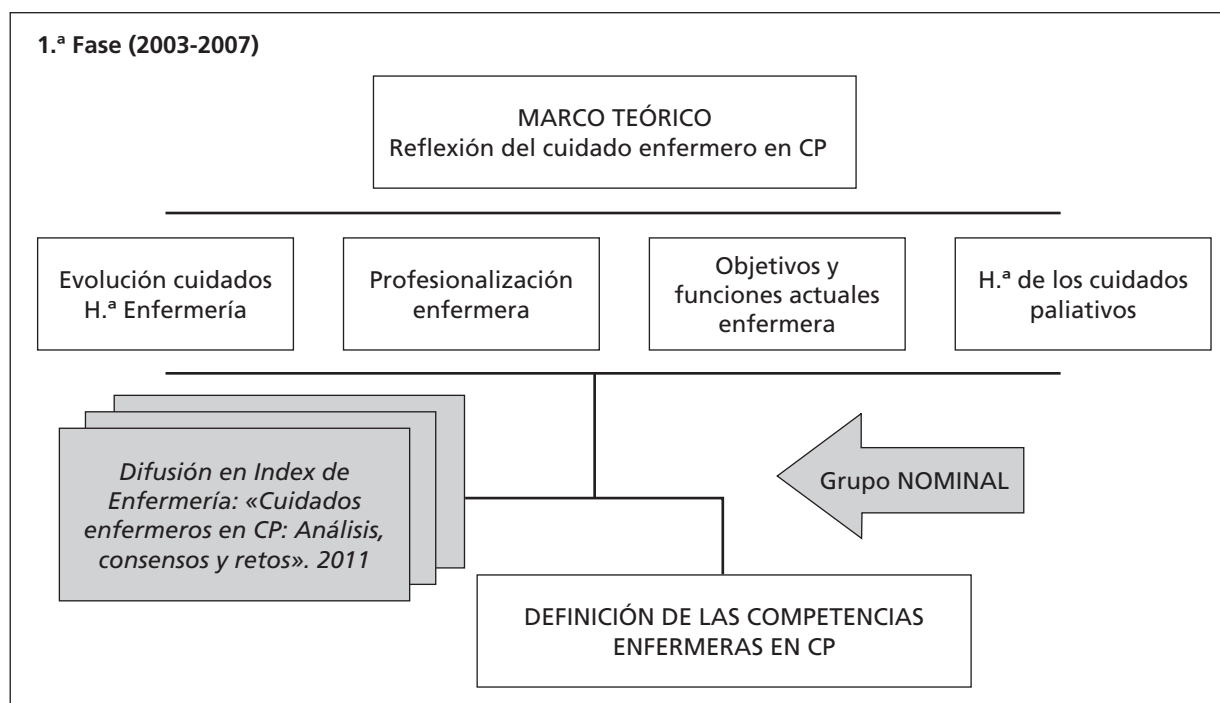 1.ª Fase (2003-2007)
MARCO TEÓRICO
Reflexión del cuidado enfermero en CP
Evolución cuidados
H.ª Enfermería
Profesionalización
enfermera
Objetivos y
funciones actuales
enfermera
H.ª de los cuidados
paliativos
Difusión en Index de
Enfermería: «Cuidados
enfermeros en CP: Análisis,
consensos y retos». 2011
Grupo NOMINAL
DEFINICIÓN DE LAS COMPETENCIAS
ENFERMERAS EN CP